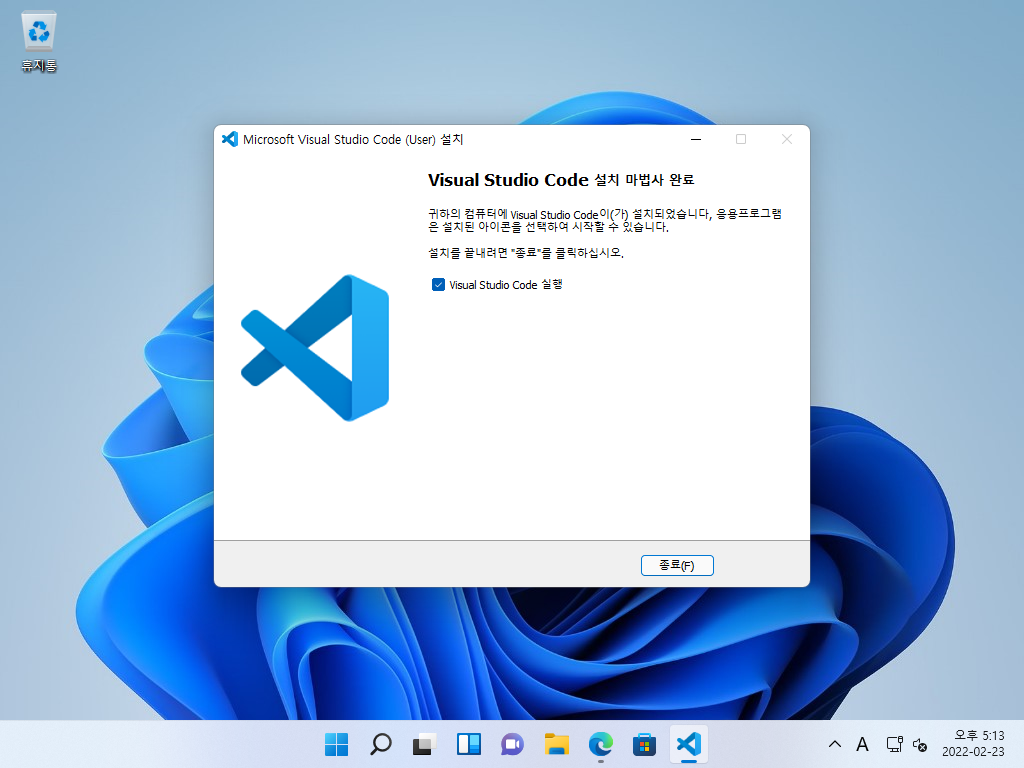 휴지통
Microsoft Visual Studio Code (User) 설치
Visual Studio Code 설치 마법사 완료
귀하의 컴퓨터에 Visual Studio Code이(가) 설치되었습니다, 응용프로그램
은 설치된 아이콘을 선택하여 시작할 수 있습니다.
설치를 끝내려면 "종료"를 클릭하십시오.
Visual Studio Code 실행
종료(F)
A
오후 5:13
2022-02-23